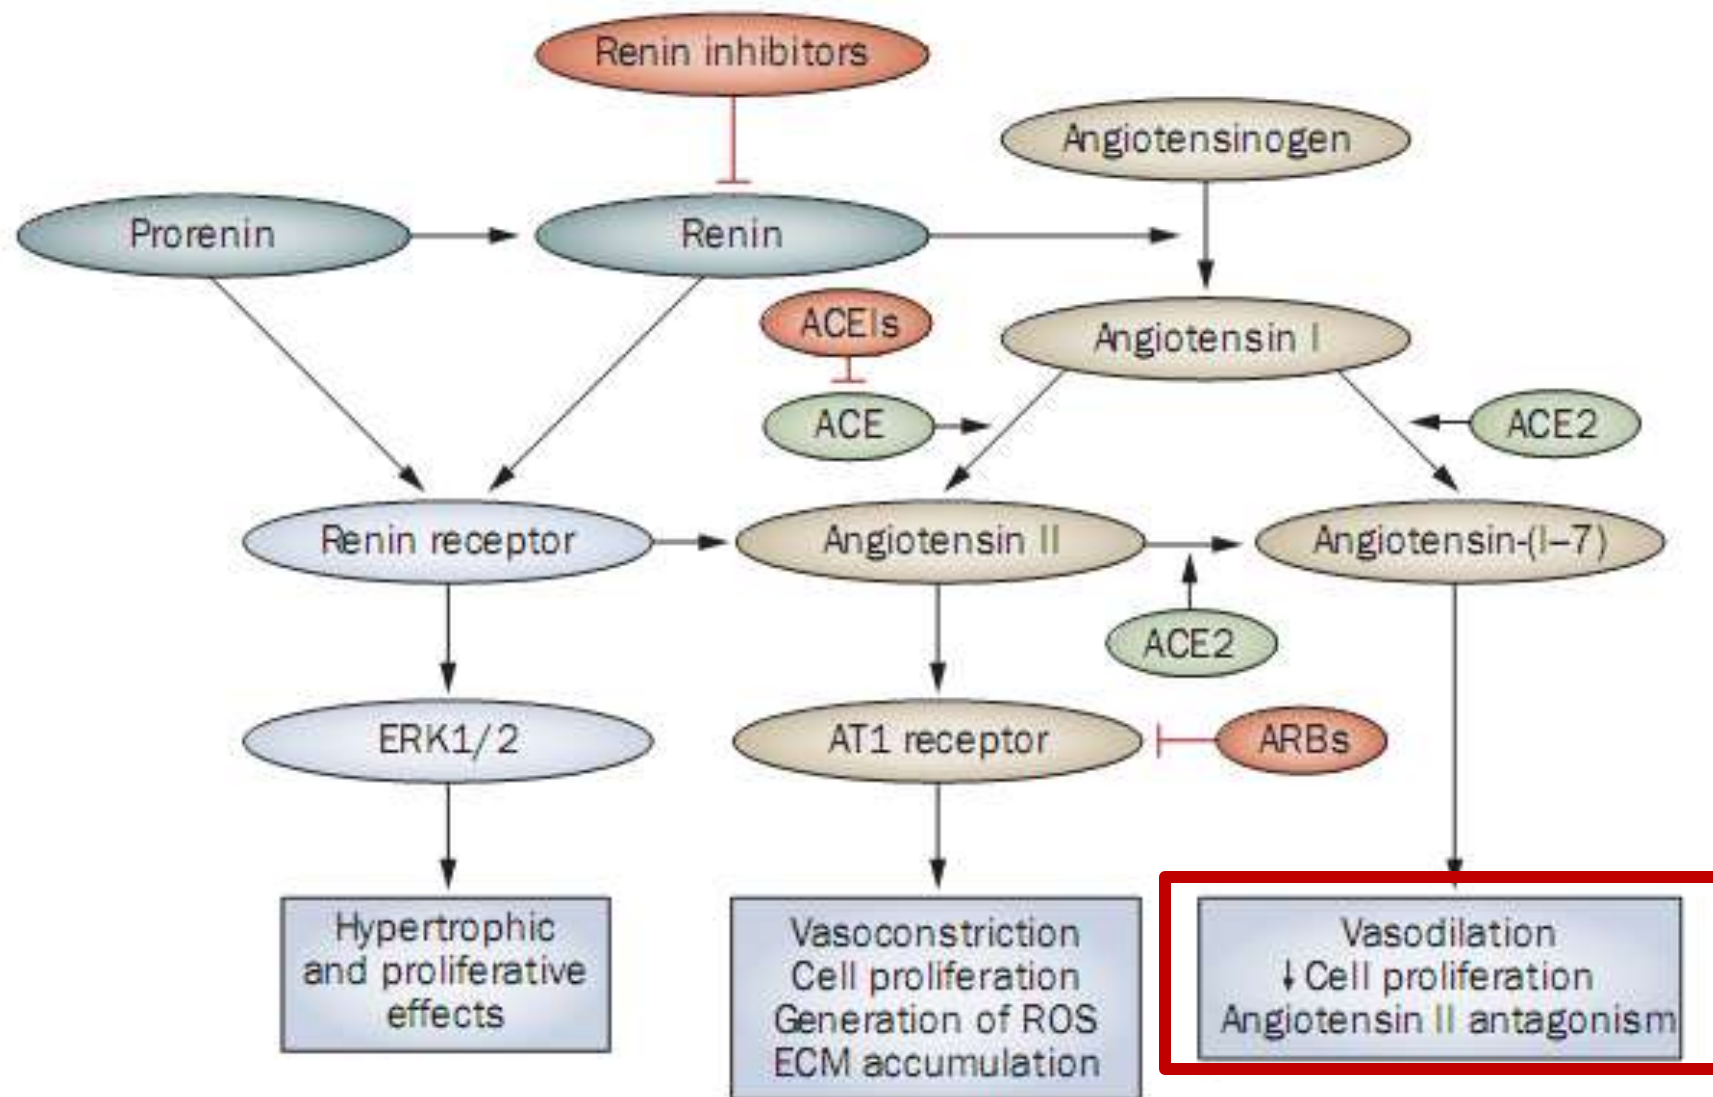 Renin inhibitors
Angiotensinogen
Prorenin
Renin
ACEIs
Angiotensin I
ACE
ACE2
Renin receptor
Angiotensin II
Angiotensin-(I–7)
ACE2
ERK1/2
AT1 receptor
ARBs
Hypertrophic
and proliferative
effects
Vasoconstriction
Cell proliferation
Generation of ROS
ECM accumulation
Vasodilation
↓ Cell proliferation
Angiotensin II antagonism